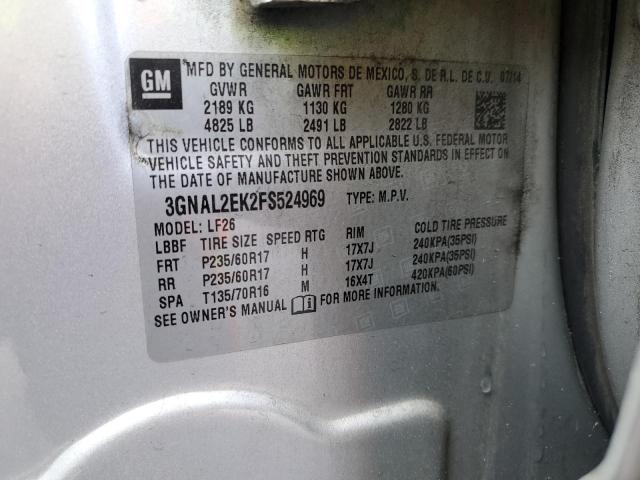 GM MFD BY GENERAL MOTORS DE MEXICO, S. DE R.L. DE C.V. 07/14
GVWR GAWR FRT GAWR RR
2189 KG 1130 KG 1280 KG
4825 LB 2491 LB 2822 LB
THIS VEHICLE CONFORMS TO ALL APPLICABLE U.S. FEDERAL MOTOR
VEHICLE SAFETY AND THEFT PREVENTION STANDARDS IN EFFECT ON
THE DATE OF MANUFACTURE SHOWN ABOVE.
3GNAL2EK2FS524969 TYPE: M.P.V.
MODEL: LF26
LBBF TIRE SIZE SPEED RTG RIM COLD TIRE PRESSURE
FRT P235/60R17 H 17X7J 240KPA(35PSI)
RR P235/60R17 H 17X7J 240KPA(35PSI)
SPA T135/70R16 M 16X4T 420KPA(60PSI)
SEE OWNER'S MANUAL FOR MORE INFORMATION.